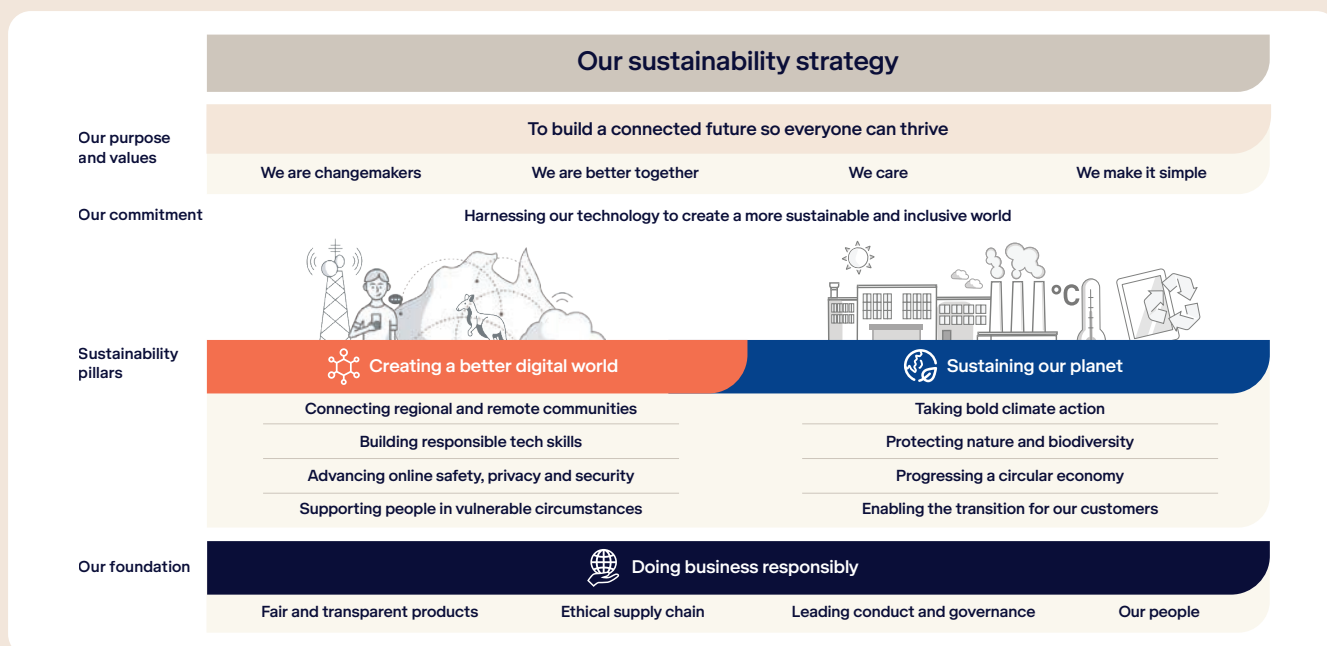 Our sustainability strategy
Our purpose
and values
To build a connected future so everyone can thrive
We are changemakers
We are better together
We care
We make it simple
Our commitment
Harnessing our technology to create a more sustainable and inclusive world
°C
Sustainability
pillars
Creating a better digital world
Connecting regional and remote communities
Building responsible tech skills
Advancing online safety, privacy and security
Supporting people in vulnerable circumstances
Sustaining our planet
Taking bold climate action
Protecting nature and biodiversity
Progressing a circular economy
Enabling the transition for our customers
Our foundation
Doing business responsibly
Fair and transparent products
Ethical supply chain
Leading conduct and governance
Our people